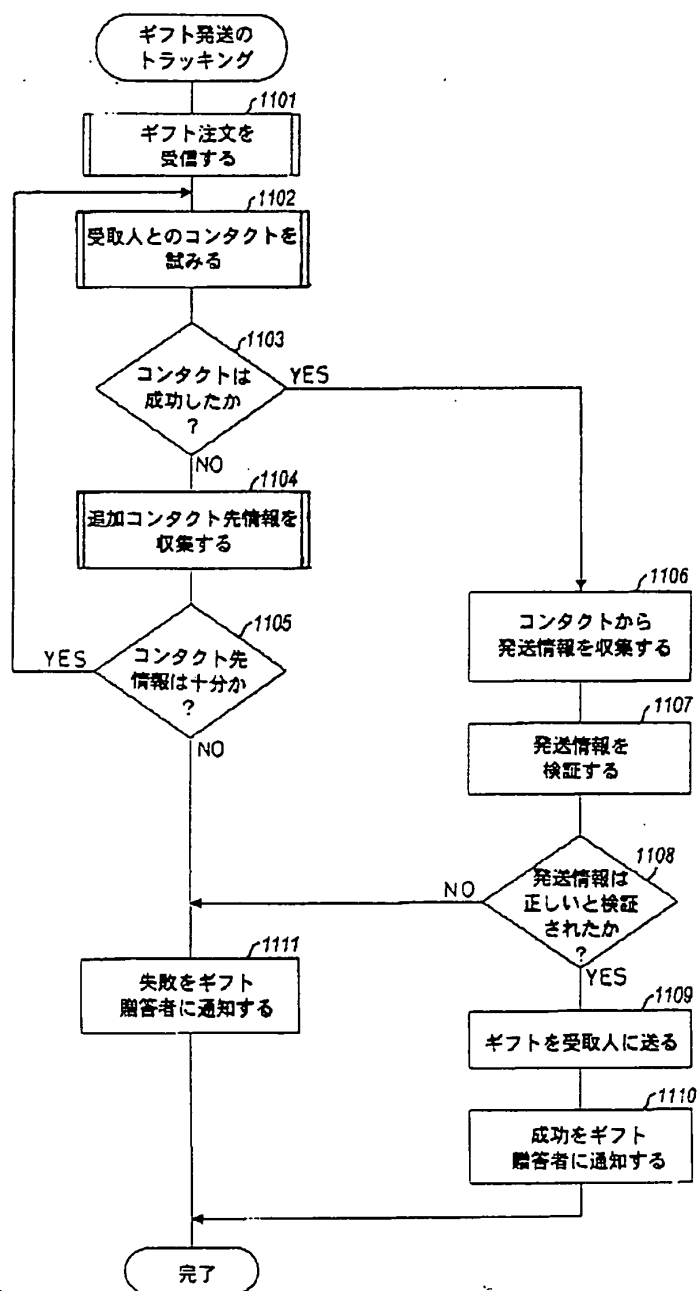 ギフト発送の
トラッキング
1101
ギフト注文を
受信する
1102
受取人とのコンタクトを
試みる
1103
コンタクトは
成功したか
?
YES
NO
1104
追加コンタクト先情報を
収集する
1105
コンタクト先
情報は十分か
?
YES
NO
1106
コンタクトから
発送情報を収集する
1107
発送情報を
検証する
1108
発送情報は
正しいと検証
されたか
?
NO
YES
1111
失敗をギフト
贈答者に通知する
1109
ギフトを受取人に送る
1110
成功をギフト
贈答者に通知する
完了